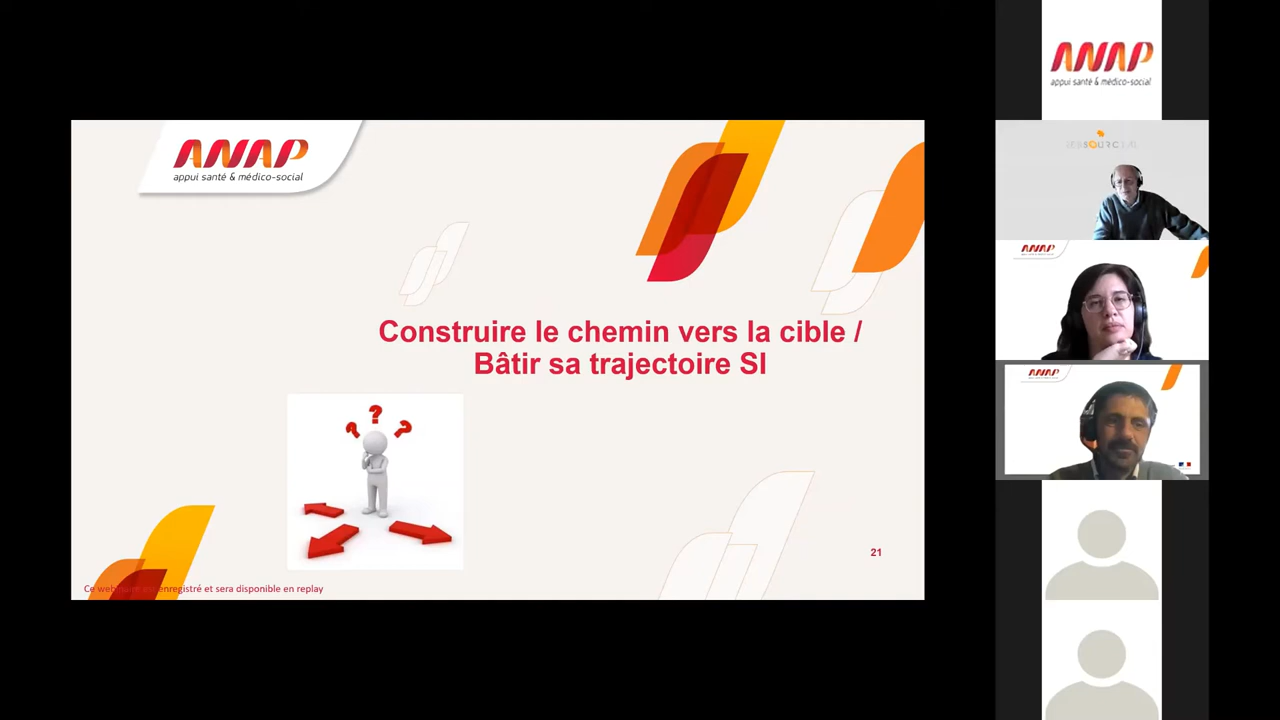 ANAP
appui santé & médico-social
Construire le chemin vers la cible /
Bâtir sa trajectoire SI
? ? ?
21
Ce enregistré et sera disponible en replay
ANAP
appui santé & médico-social
ANAP
ANAP